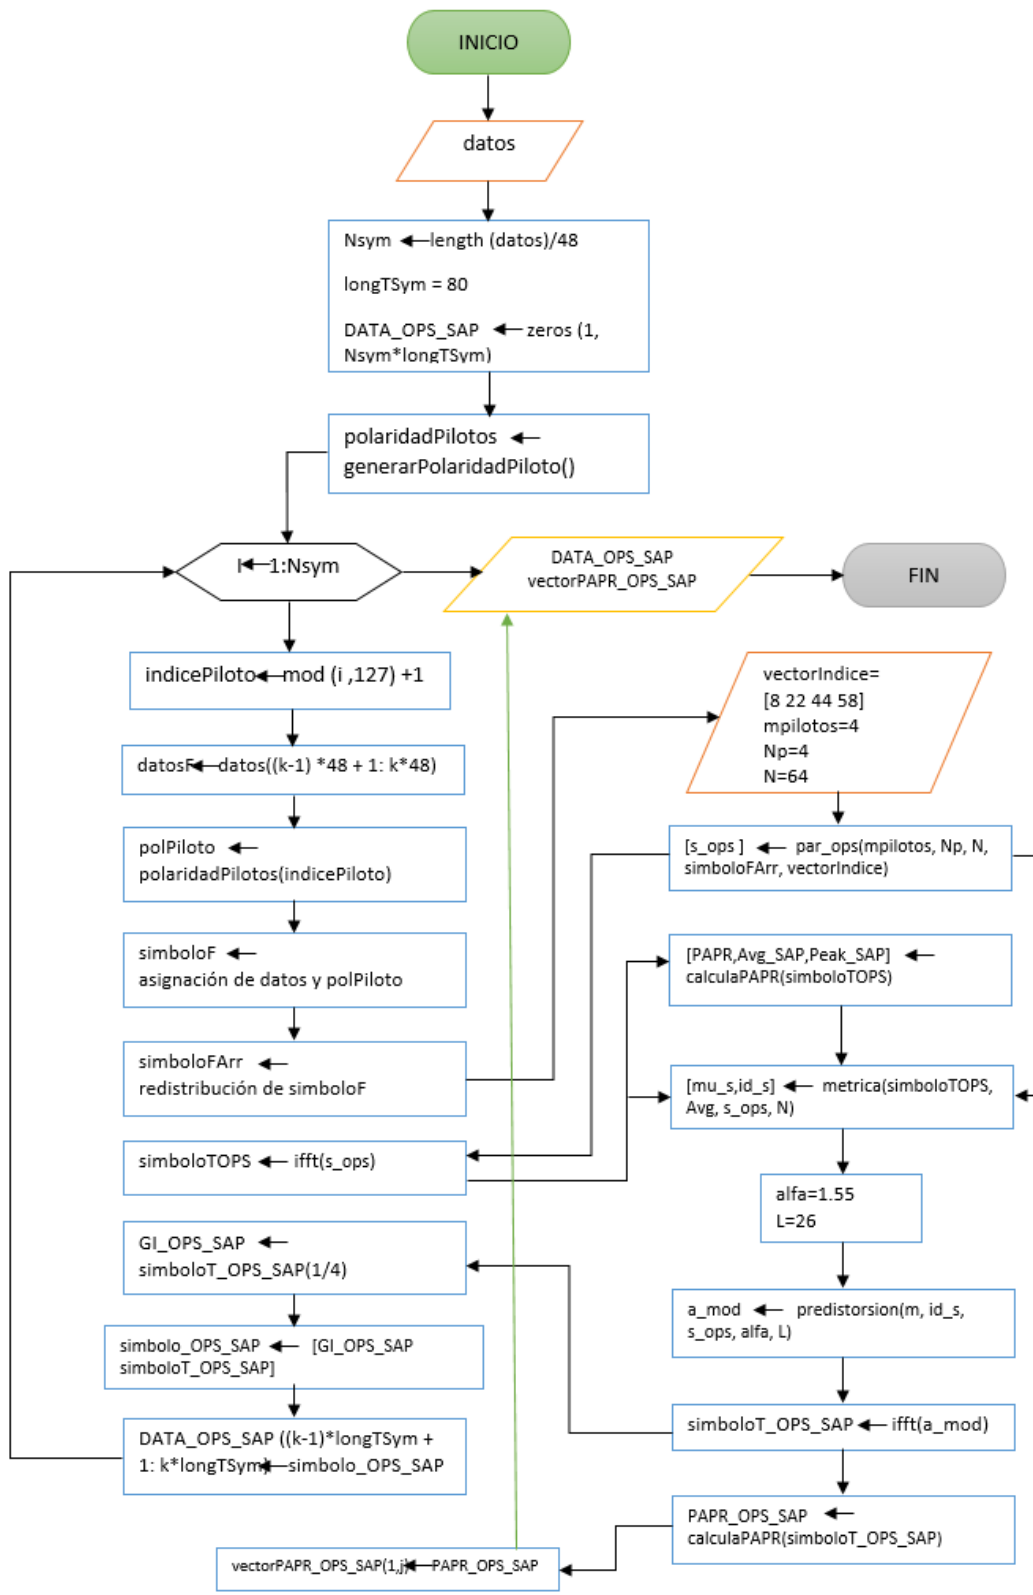 INICIO
datos
Nsym ←length (datos)/48
longTSym = 80
DATA_OPS_SAP ← zeros (1,
Nsym*longTSym)
polaridadPilotos ←
generarPolaridadPiloto()
I←1:Nsym
DATA_OPS_SAP
vectorPAPR_OPS_SAP
FIN
indicePiloto←mod (i ,127) +1
datosF←datos((k-1) *48 + 1: k*48)
polPiloto ←
polaridadPilotos(indicePiloto)
simboloF ←
asignación de datos y polPiloto
simboloFArr ←
redistribución de simboloF
vectorIndice=
[8 22 44 58]
mpilotos=4
Np=4
N=64
[s_ops ] ← par_ops(mpilotos, Np, N,
simboloFArr, vectorIndice)
simboloTOPS ← ifft(s_ops)
[PAPR,Avg_SAP,Peak_SAP] ←
calculaPAPR(simboloTOPS)
[mu_s,id_s] ← metrica(simboloTOPS,
Avg, s_ops, N)
alfa=1.55
L=26
a_mod ← predistorsion(m, id_s,
s_ops, alfa, L)
simboloT_OPS_SAP ← ifft(a_mod)
GI_OPS_SAP ←
simboloT_OPS_SAP(1/4)
simbolo_OPS_SAP ← [GI_OPS_SAP
simboloT_OPS_SAP]
DATA_OPS_SAP ((k-1)*longTSym +
1: k*longTSym)←simbolo_OPS_SAP
PAPR_OPS_SAP ←
calculaPAPR(simboloT_OPS_SAP)
vectorPAPR_OPS_SAP(1,j)←PAPR_OPS_SAP